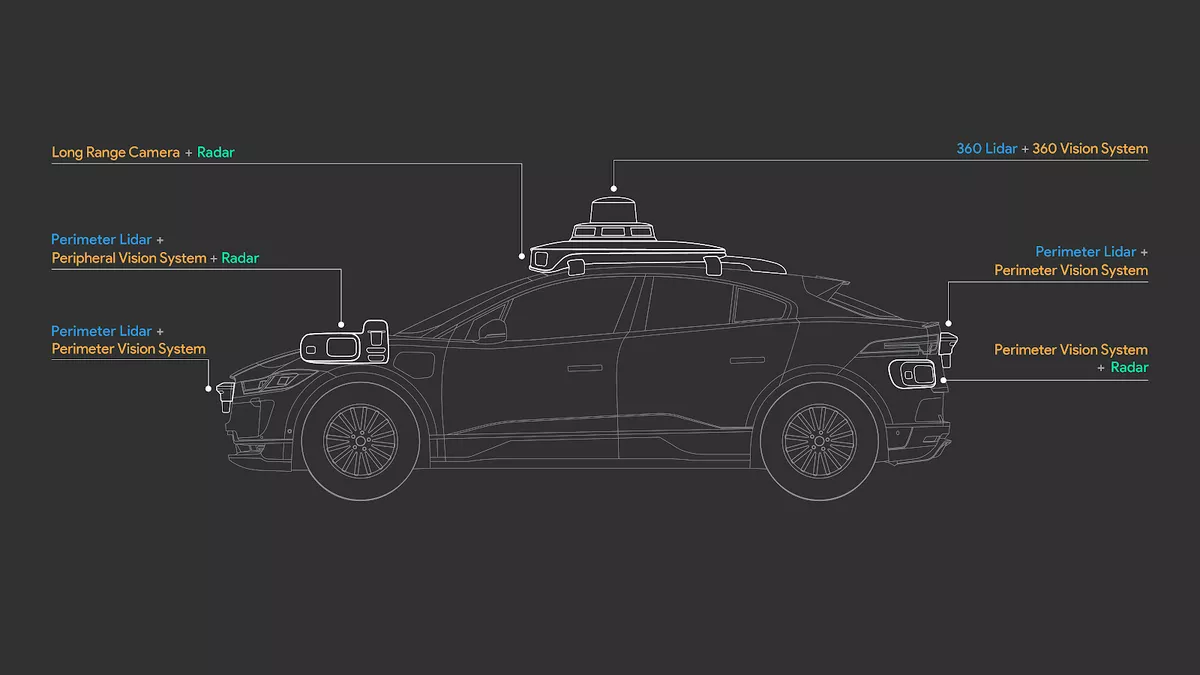 Long Range Camera + Radar
360 Lidar + 360 Vision System
Perimeter Lidar +
Peripheral Vision System + Radar
Perimeter Lidar +
Perimeter Vision System
Perimeter Lidar +
Perimeter Vision System
Perimeter Vision System
+ Radar